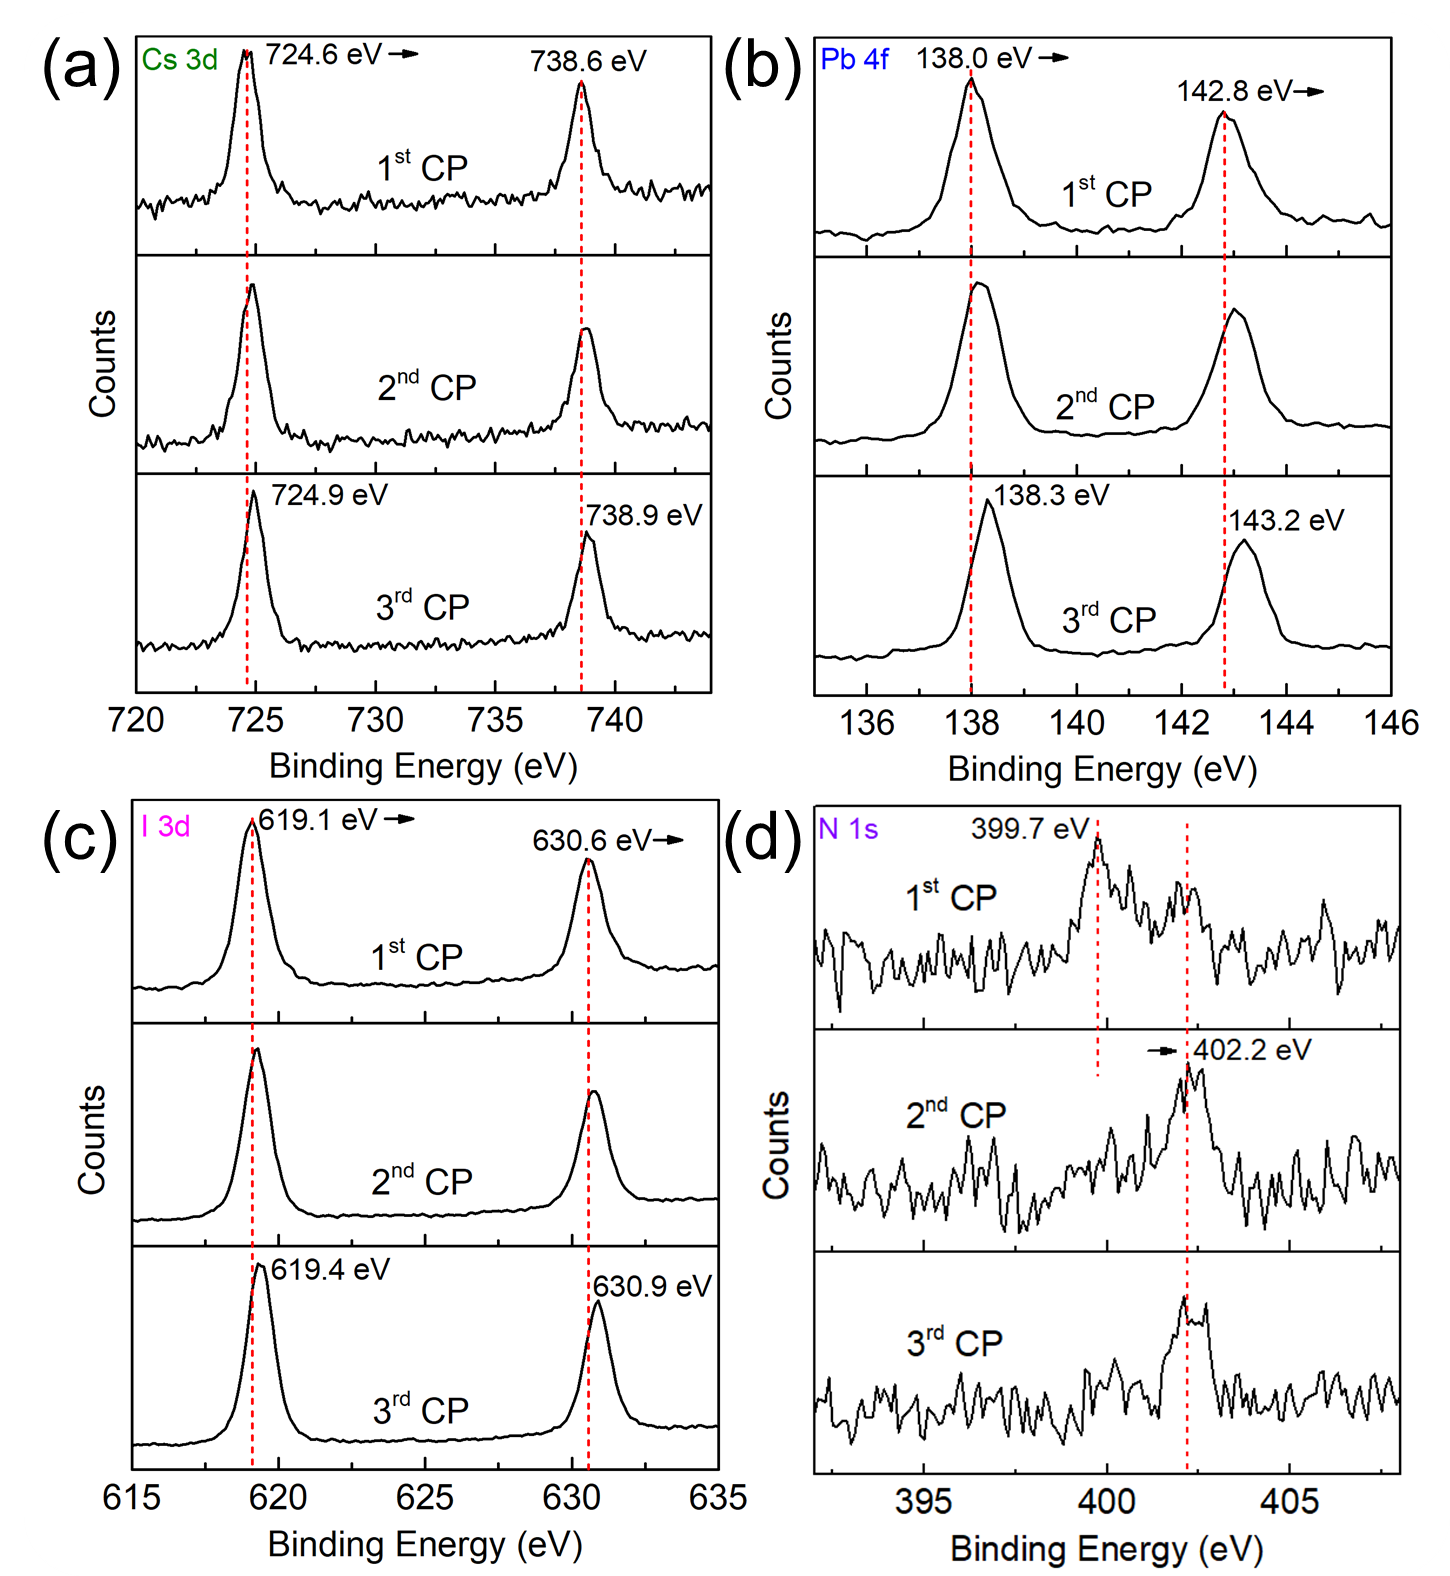 (a)
Cs 3d
724.6 eV
738.6 eV
1st CP
2nd CP
724.9 eV
738.9 eV
3rd CP
Counts
720 725 730 735 740
Binding Energy (eV)
(b)
Pb 4f
138.0 eV
142.8 eV
1st CP
2nd CP
138.3 eV
143.2 eV
3rd CP
Counts
136 138 140 142 144 146
Binding Energy (eV)
(c)
I 3d
619.1 eV
630.6 eV
1st CP
2nd CP
619.4 eV
630.9 eV
3rd CP
Counts
615 620 625 630 635
Binding Energy (eV)
(d)
N 1s
399.7 eV
1st CP
402.2 eV
2nd CP
3rd CP
Counts
395 400 405
Binding Energy (eV)